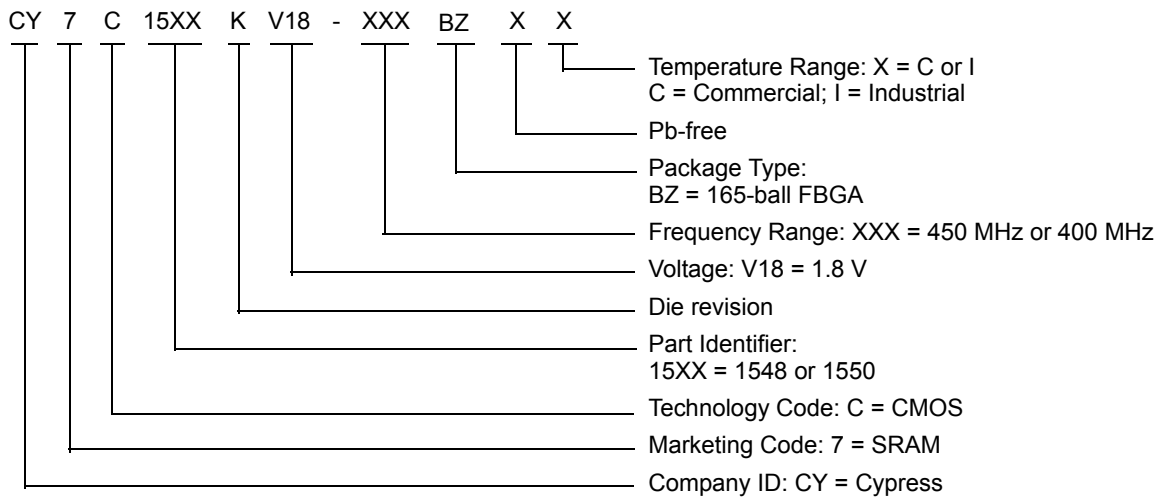 CY 7 C 15XX K V18 - XXX BZ X X
Temperature Range: X = C or I
C = Commercial; I = Industrial
Pb-free
Package Type:
BZ = 165-ball FBGA
Frequency Range: XXX = 450 MHz or 400 MHz
Voltage: V18 = 1.8 V
Die revision
Part Identifier:
15XX = 1548 or 1550
Technology Code: C = CMOS
Marketing Code: 7 = SRAM
Company ID: CY = Cypress